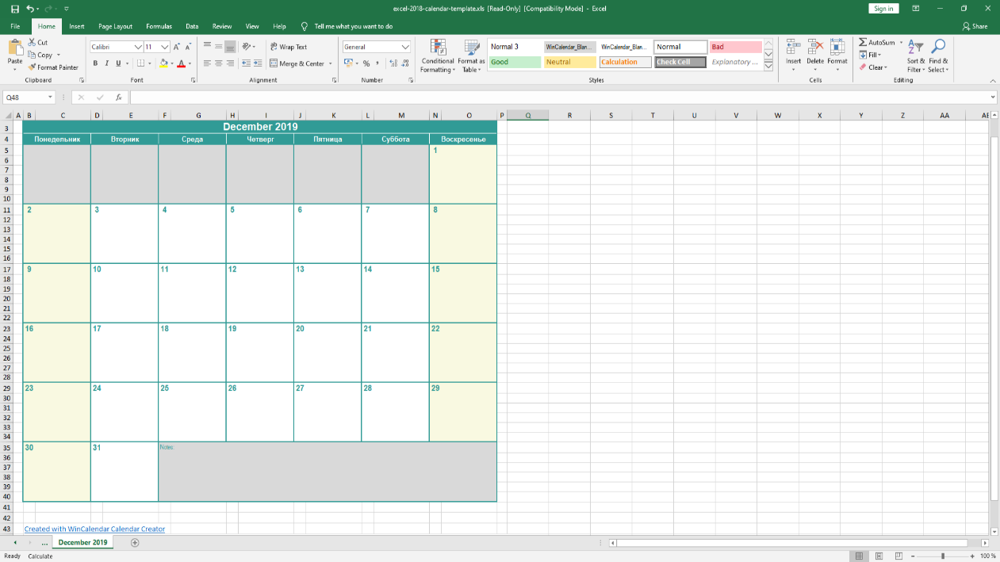 excel-2018-calendar-template.xls [Read-Only] [Compatibility Mode] - Excel
Sign in
File Home Insert Page Layout Formulas Data Review View Help Tell me what you want to do
Share
Paste
Cut
Copy
Format Painter
Clipboard
Calibri 11
B I U
Font
Wrap Text
Merge & Center
Alignment
General
Number
Conditional Formatting
Format as Table
Normal 3 WinCalendar_Blan... WinCalendar_Blan... Normal Bad
Good Neutral Calculation Check Cell Explanatory ...
Styles
Insert Delete Format
Cells
AutoSum
Fill
Clear
Sort & Filter
Find & Select
Editing
Q48
fx
A B C D E F G H I J K L M N O P Q R S T U V W X Y Z AA AE
December 2019
Понедельник Вторник Среда Четверг Пятница Суббота Воскресенье
1
2 3 4 5 6 7 8
9 10 11 12 13 14 15
16 17 18 19 20 21 22
23 24 25 26 27 28 29
30 31 Notes:
3
4
5
6
7
8
9
10
11
12
13
14
15
16
17
18
19
20
21
22
23
24
25
26
27
28
29
30
31
32
33
34
35
36
37
38
39
40
41
42
43
Created with WinCalendar Calendar Creator
... December 2019
Ready Calculate
100 %